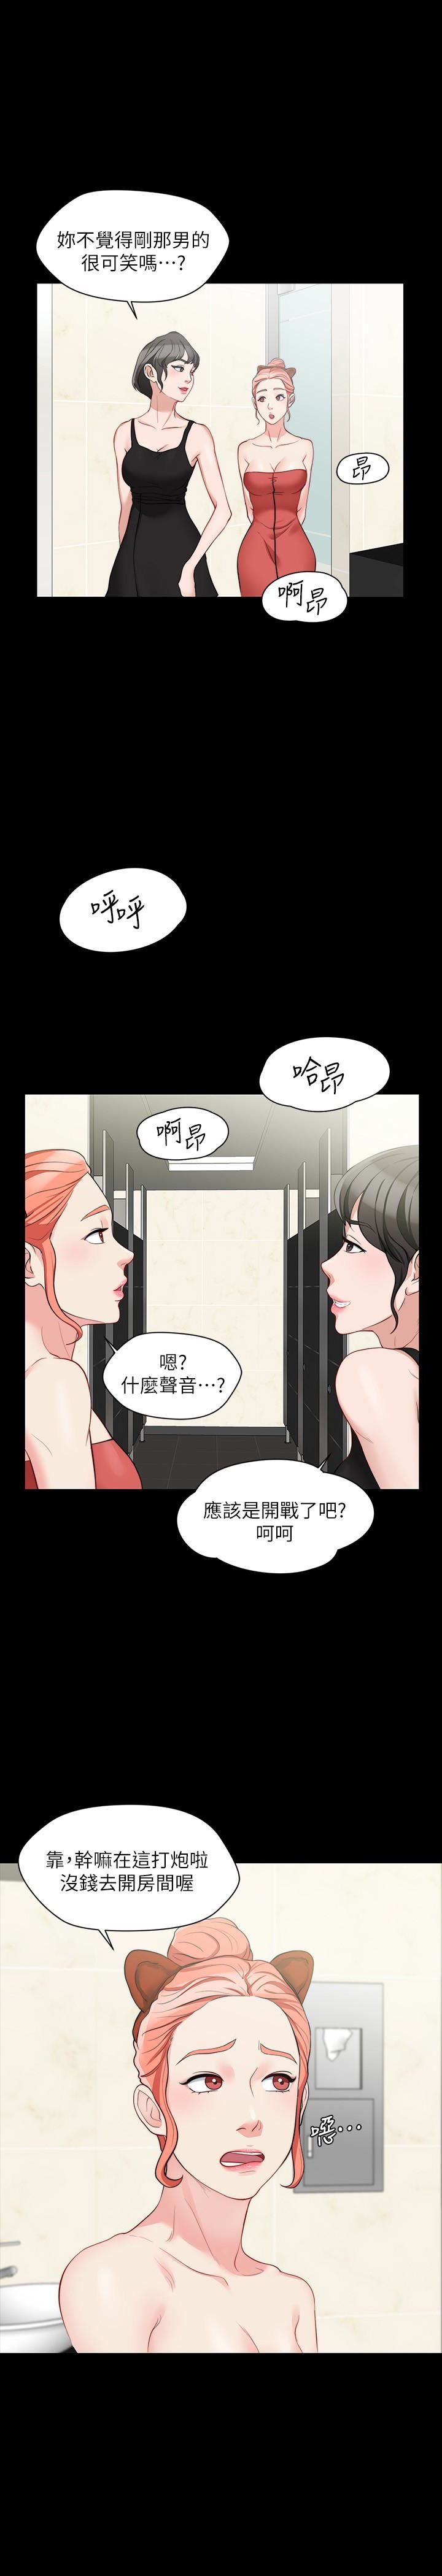 妳不覺得剛那男的
很可笑嗎…?
昂
啊昂
呼呼
哈昂
啊昂
嗯?
什麼聲音…?
應該是開戰了吧?
呵呵
靠,幹嘛在這打炮啦
沒錢去開房間喔
噁…